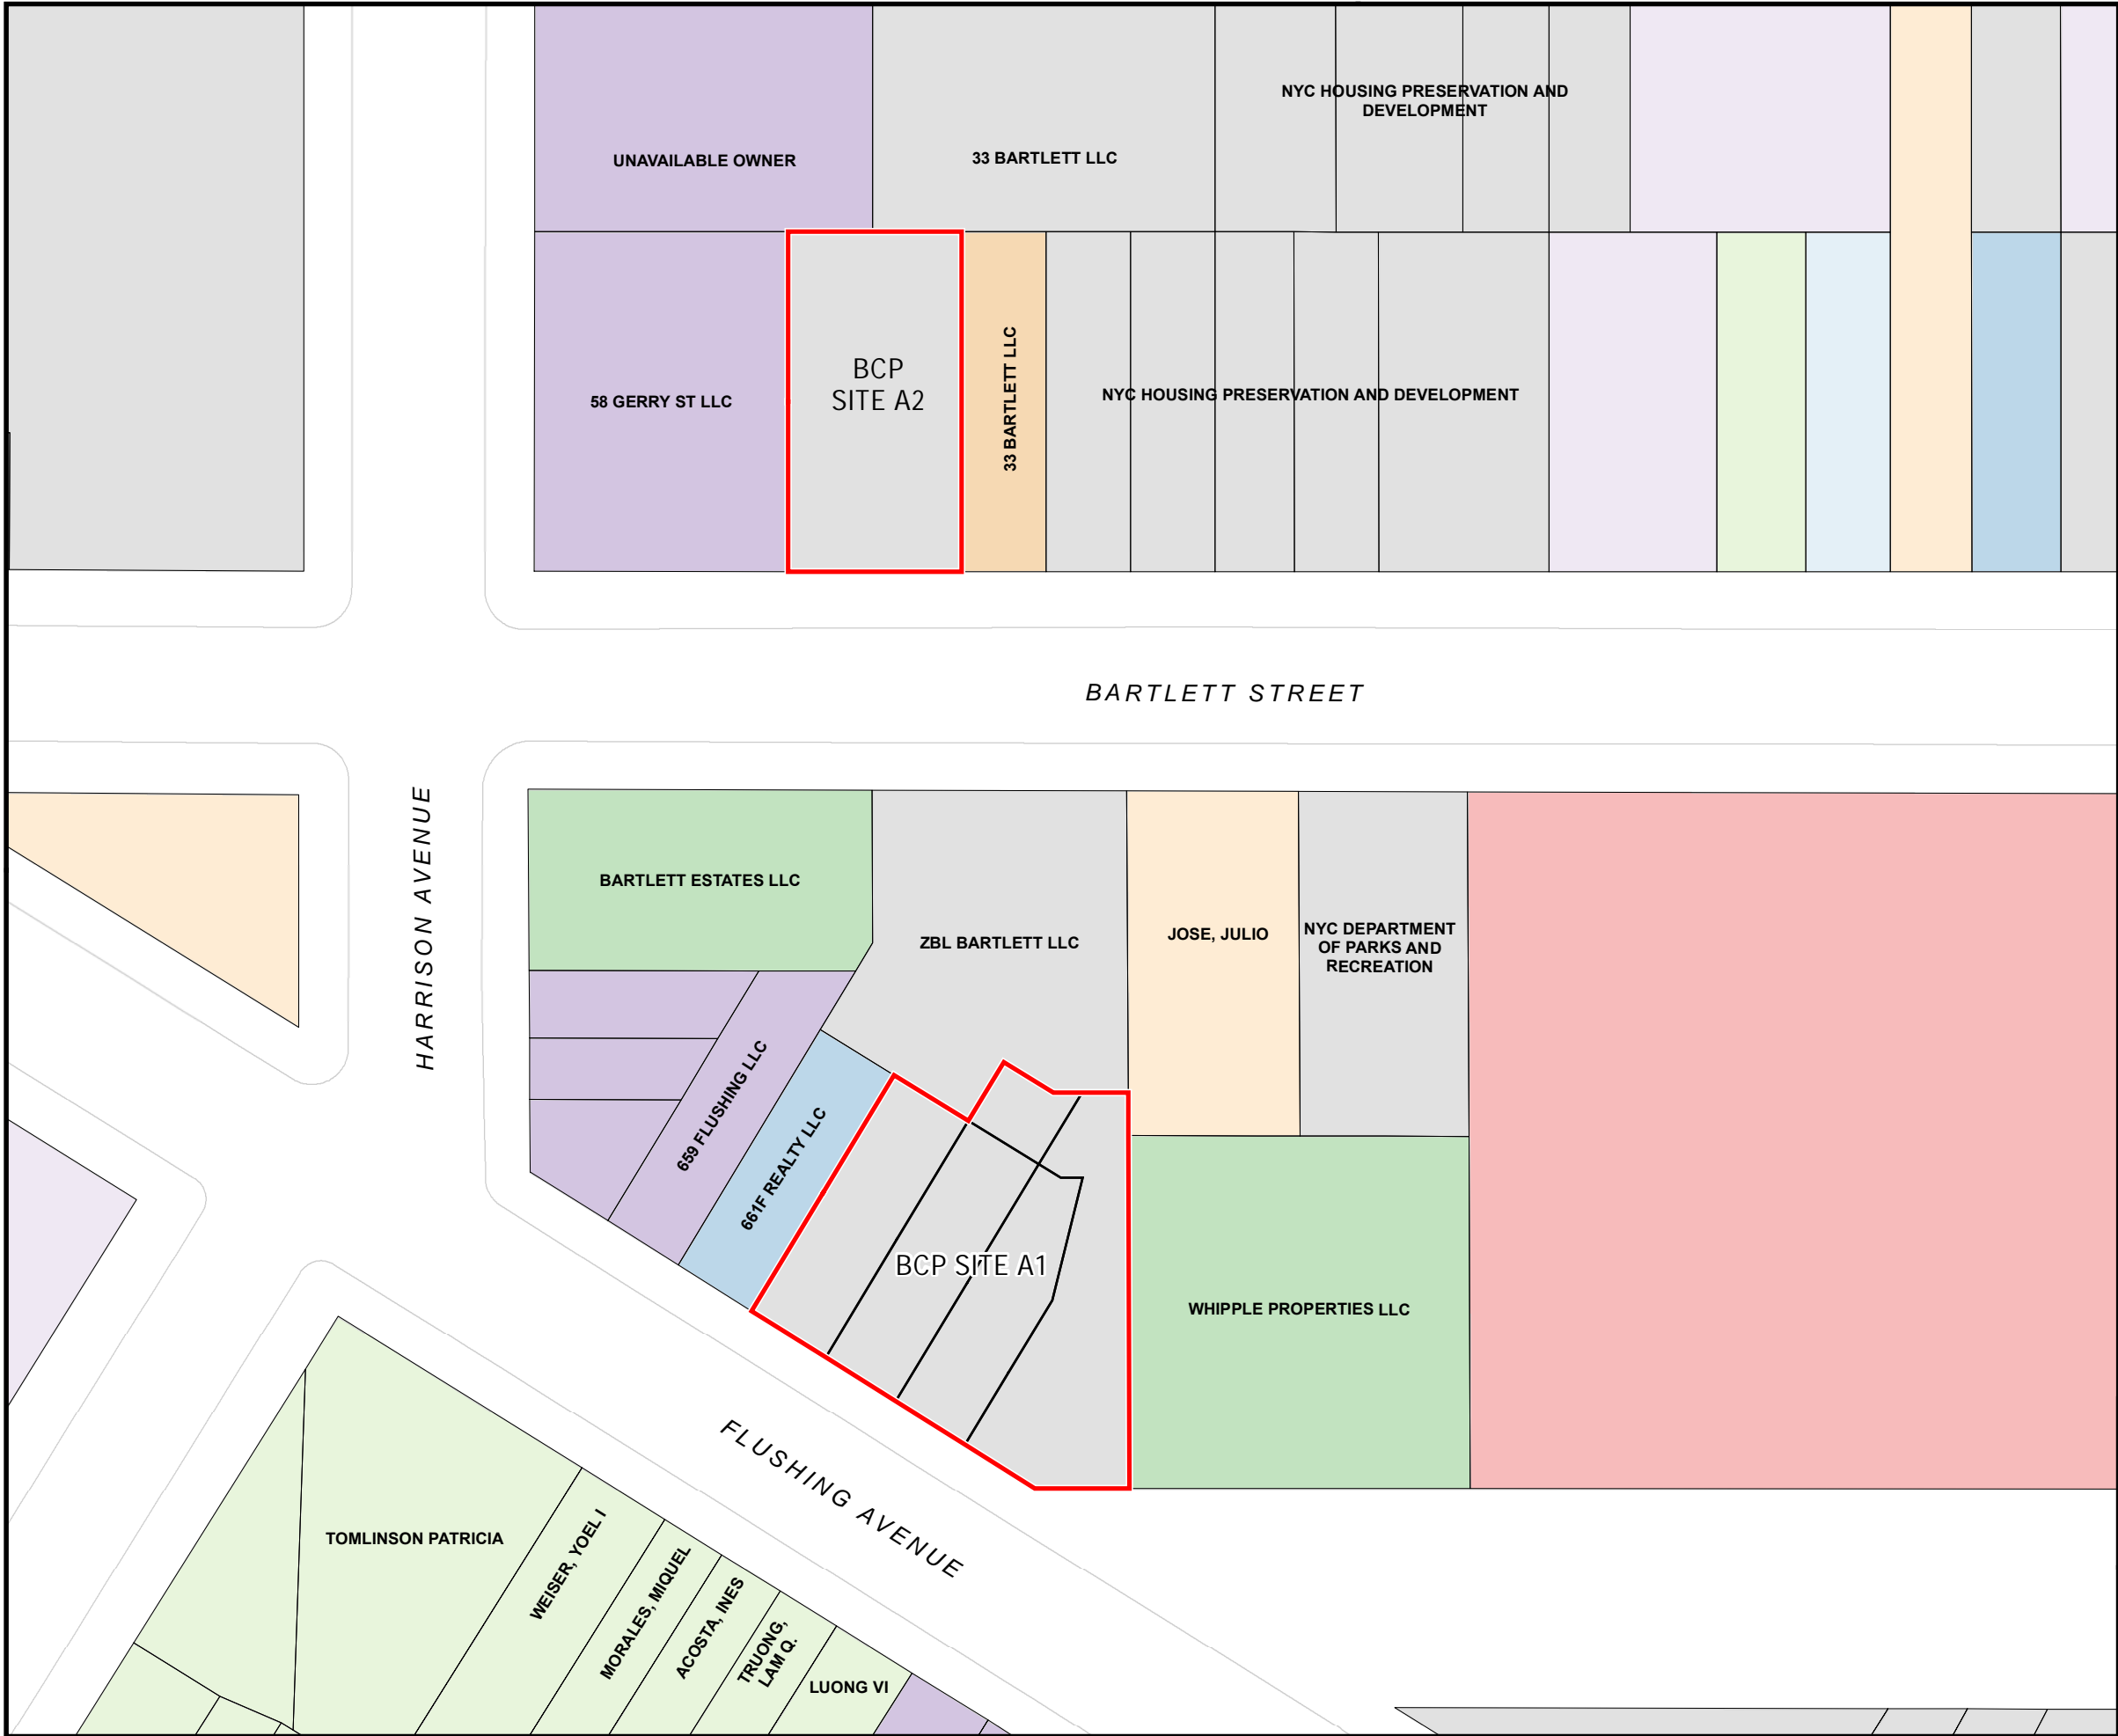 NYC HOUSING PRESERVATION AND
DEVELOPMENT
UNAVAILABLE OWNER
33 BARTLETT LLC
58 GERRY ST LLC
BCP
SITE A2
33 BARTLETT LLC
NYC HOUSING PRESERVATION AND DEVELOPMENT
BARTLETT STREET
HARRISON AVENUE
BARTLETT ESTATES LLC
ZBL BARTLETT LLC
JOSE, JULIO
NYC DEPARTMENT
OF PARKS AND
RECREATION
659 FLUSHING LLC
661F REALTY LLC
BCP SITE A1
WHIPPLE PROPERTIES LLC
FLUSHING AVENUE
TOMLINSON PATRICIA
WEISER, YOEL I
MORALES, MIQUEL
ACOSTA, INES
TRUONG,
LAM Q.
LUONG VI